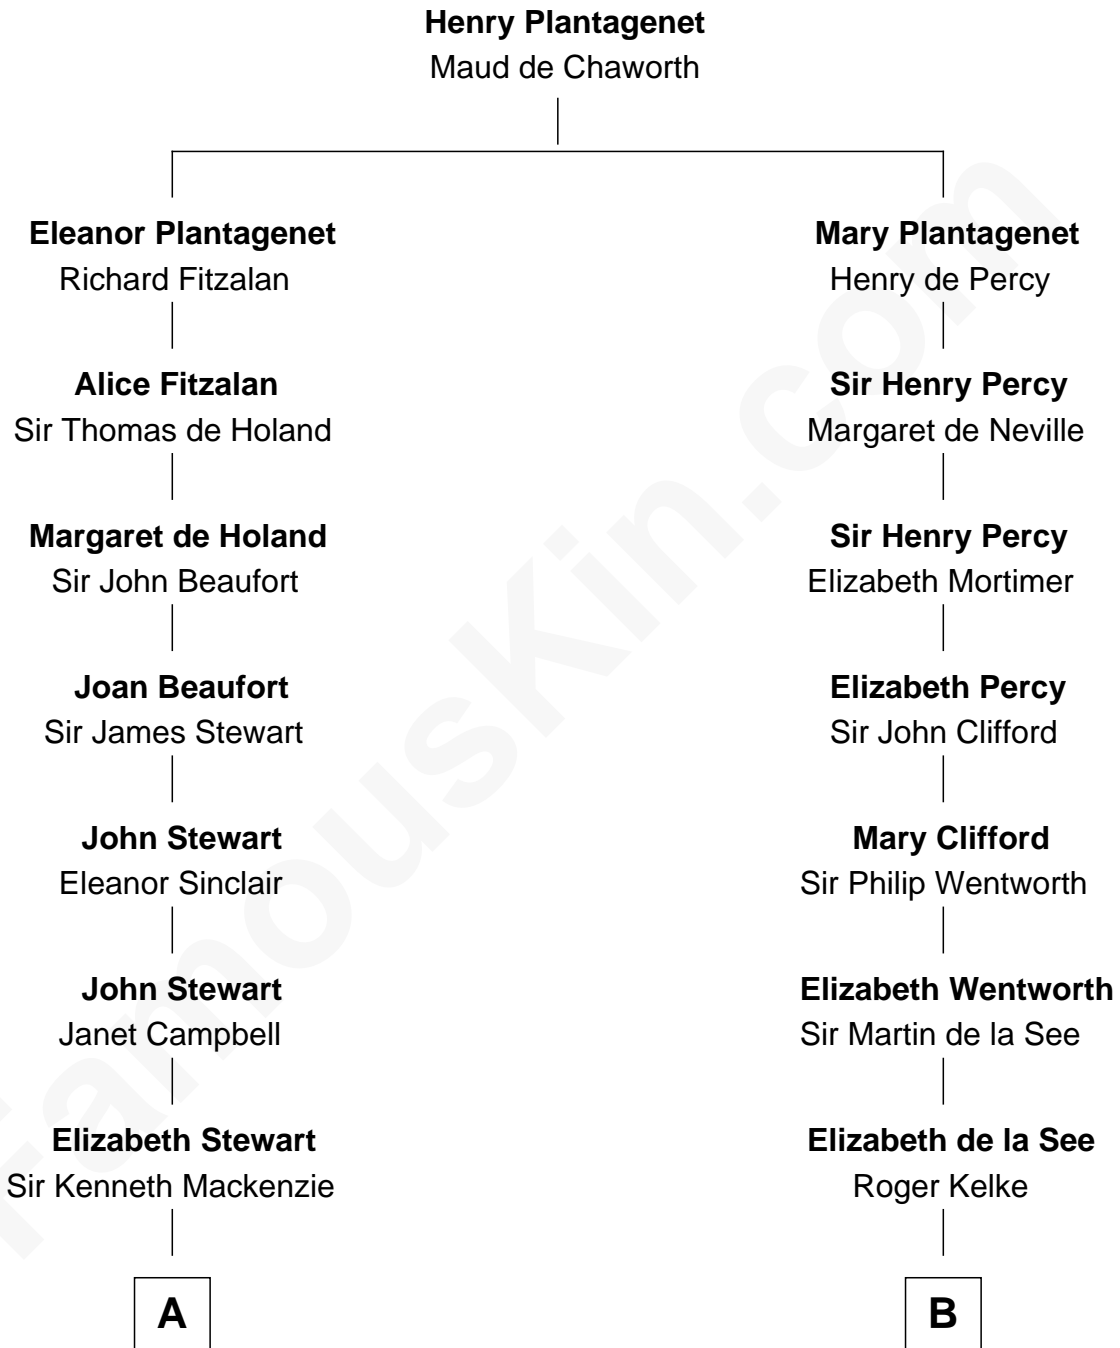 Henry Plantagenet
Maud de Chaworth
Eleanor Plantagenet
Richard Fitzalan
Mary Plantagenet
Henry de Percy
Alice Fitzalan
Sir Thomas de Holand
Sir Henry Percy
Margaret de Neville
Margaret de Holand
Sir John Beaufort
Sir Henry Percy
Elizabeth Mortimer
Joan Beaufort
Sir James Stewart
Elizabeth Percy
Sir John Clifford
John Stewart
Eleanor Sinclair
Mary Clifford
Sir Philip Wentworth
John Stewart
Janet Campbell
Elizabeth Wentworth
Sir Martin de la See
Elizabeth Stewart
Sir Kenneth Mackenzie
Elizabeth de la See
Roger Kelke
A
B
FamousKin.com